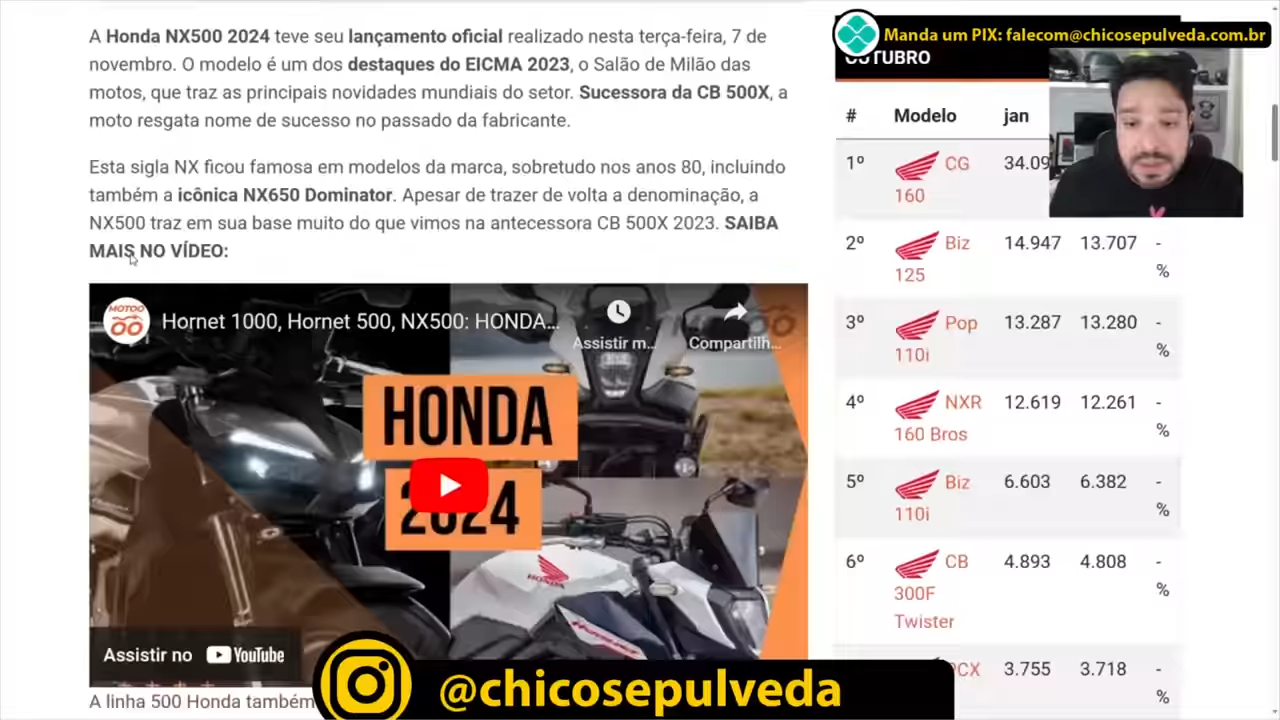 A Honda NX500 2024 teve seu lançamento oficial realizado nesta terça-feira, 7 de
novembro. O modelo é um dos destaques do EICMA 2023, o Salão de Milão das
motos, que traz as principais novidades mundiais do setor. Sucessora da CB 500X, a
moto resgata nome de sucesso no passado da fabricante.
Esta sigla NX ficou famosa em modelos da marca, sobretudo nos anos 80, incluindo
também a icônica NX650 Dominator. Apesar de trazer de volta a denominação, a
NX500 traz em sua base muito do que vimos na antecessora CB 500X 2023. SAIBA
MAIS NO VÍDEO:
MOTOO
Hornet 1000, Hornet 500, NX500: HONDA...
Assistir m...
Compartilh...
HONDA
2024
HONDA
Assistir no YouTube
A linha 500 Honda também
Manda um PIX: falecom@chicosepulveda.com.br
OUTUBRO
# Modelo jan
1º CG 34.09
160
2º Biz 14.947 13.707 -
125 %
3º Pop 13.287 13.280 -
110i %
4º NXR 12.619 12.261 -
160 Bros %
5º Biz 6.603 6.382 -
110i %
6º CB 4.893 4.808 -
300F %
Twister
PCX 3.755 3.718 -
%
@chicosepulveda